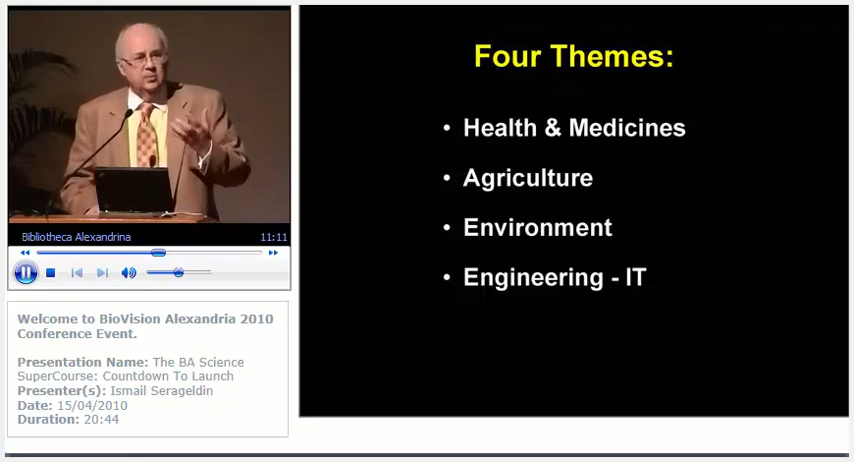 Four Themes:
• Health & Medicines
• Agriculture
• Environment
• Engineering - IT
Bibliotheca Alexandrina 11:11
Welcome to BioVision Alexandria 2010
Conference Event.
Presentation Name: The BA Science
SuperCourse: Countdown To Launch
Presenter(s): Ismail Serageldin
Date: 15/04/2010
Duration: 20:44